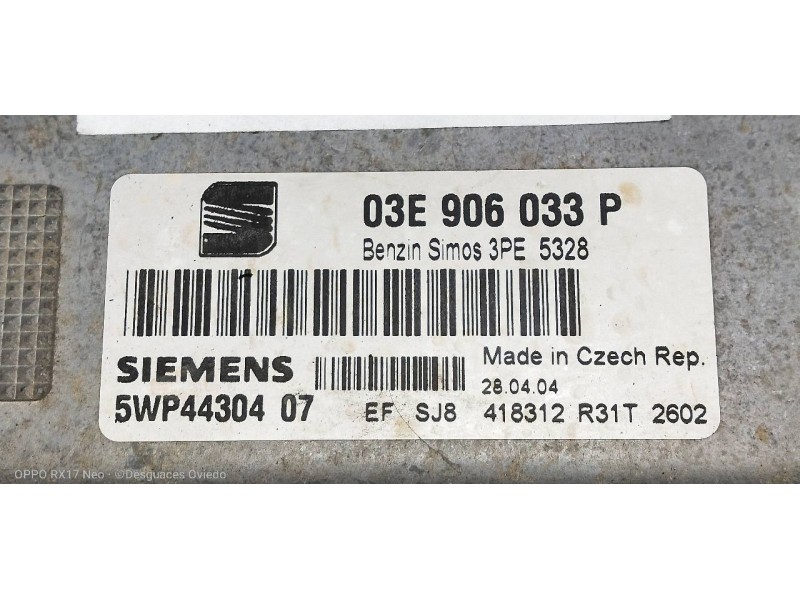 03E 906 033 P
Benzin Simos 3PE 5328
SIEMENS
Made in Czech Rep.
28.04.04
5WP44304 07
EF SJ8 418312 R31T 2602
OPPO RX17 Neo - ©Desguaces Oviedo